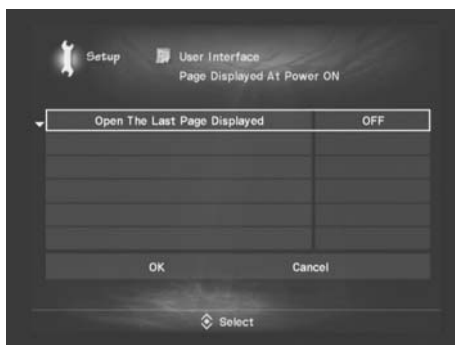 Setup
User Interface
Page Displayed At Power ON
Open The Last Page Displayed OFF
OK Cancel
Select